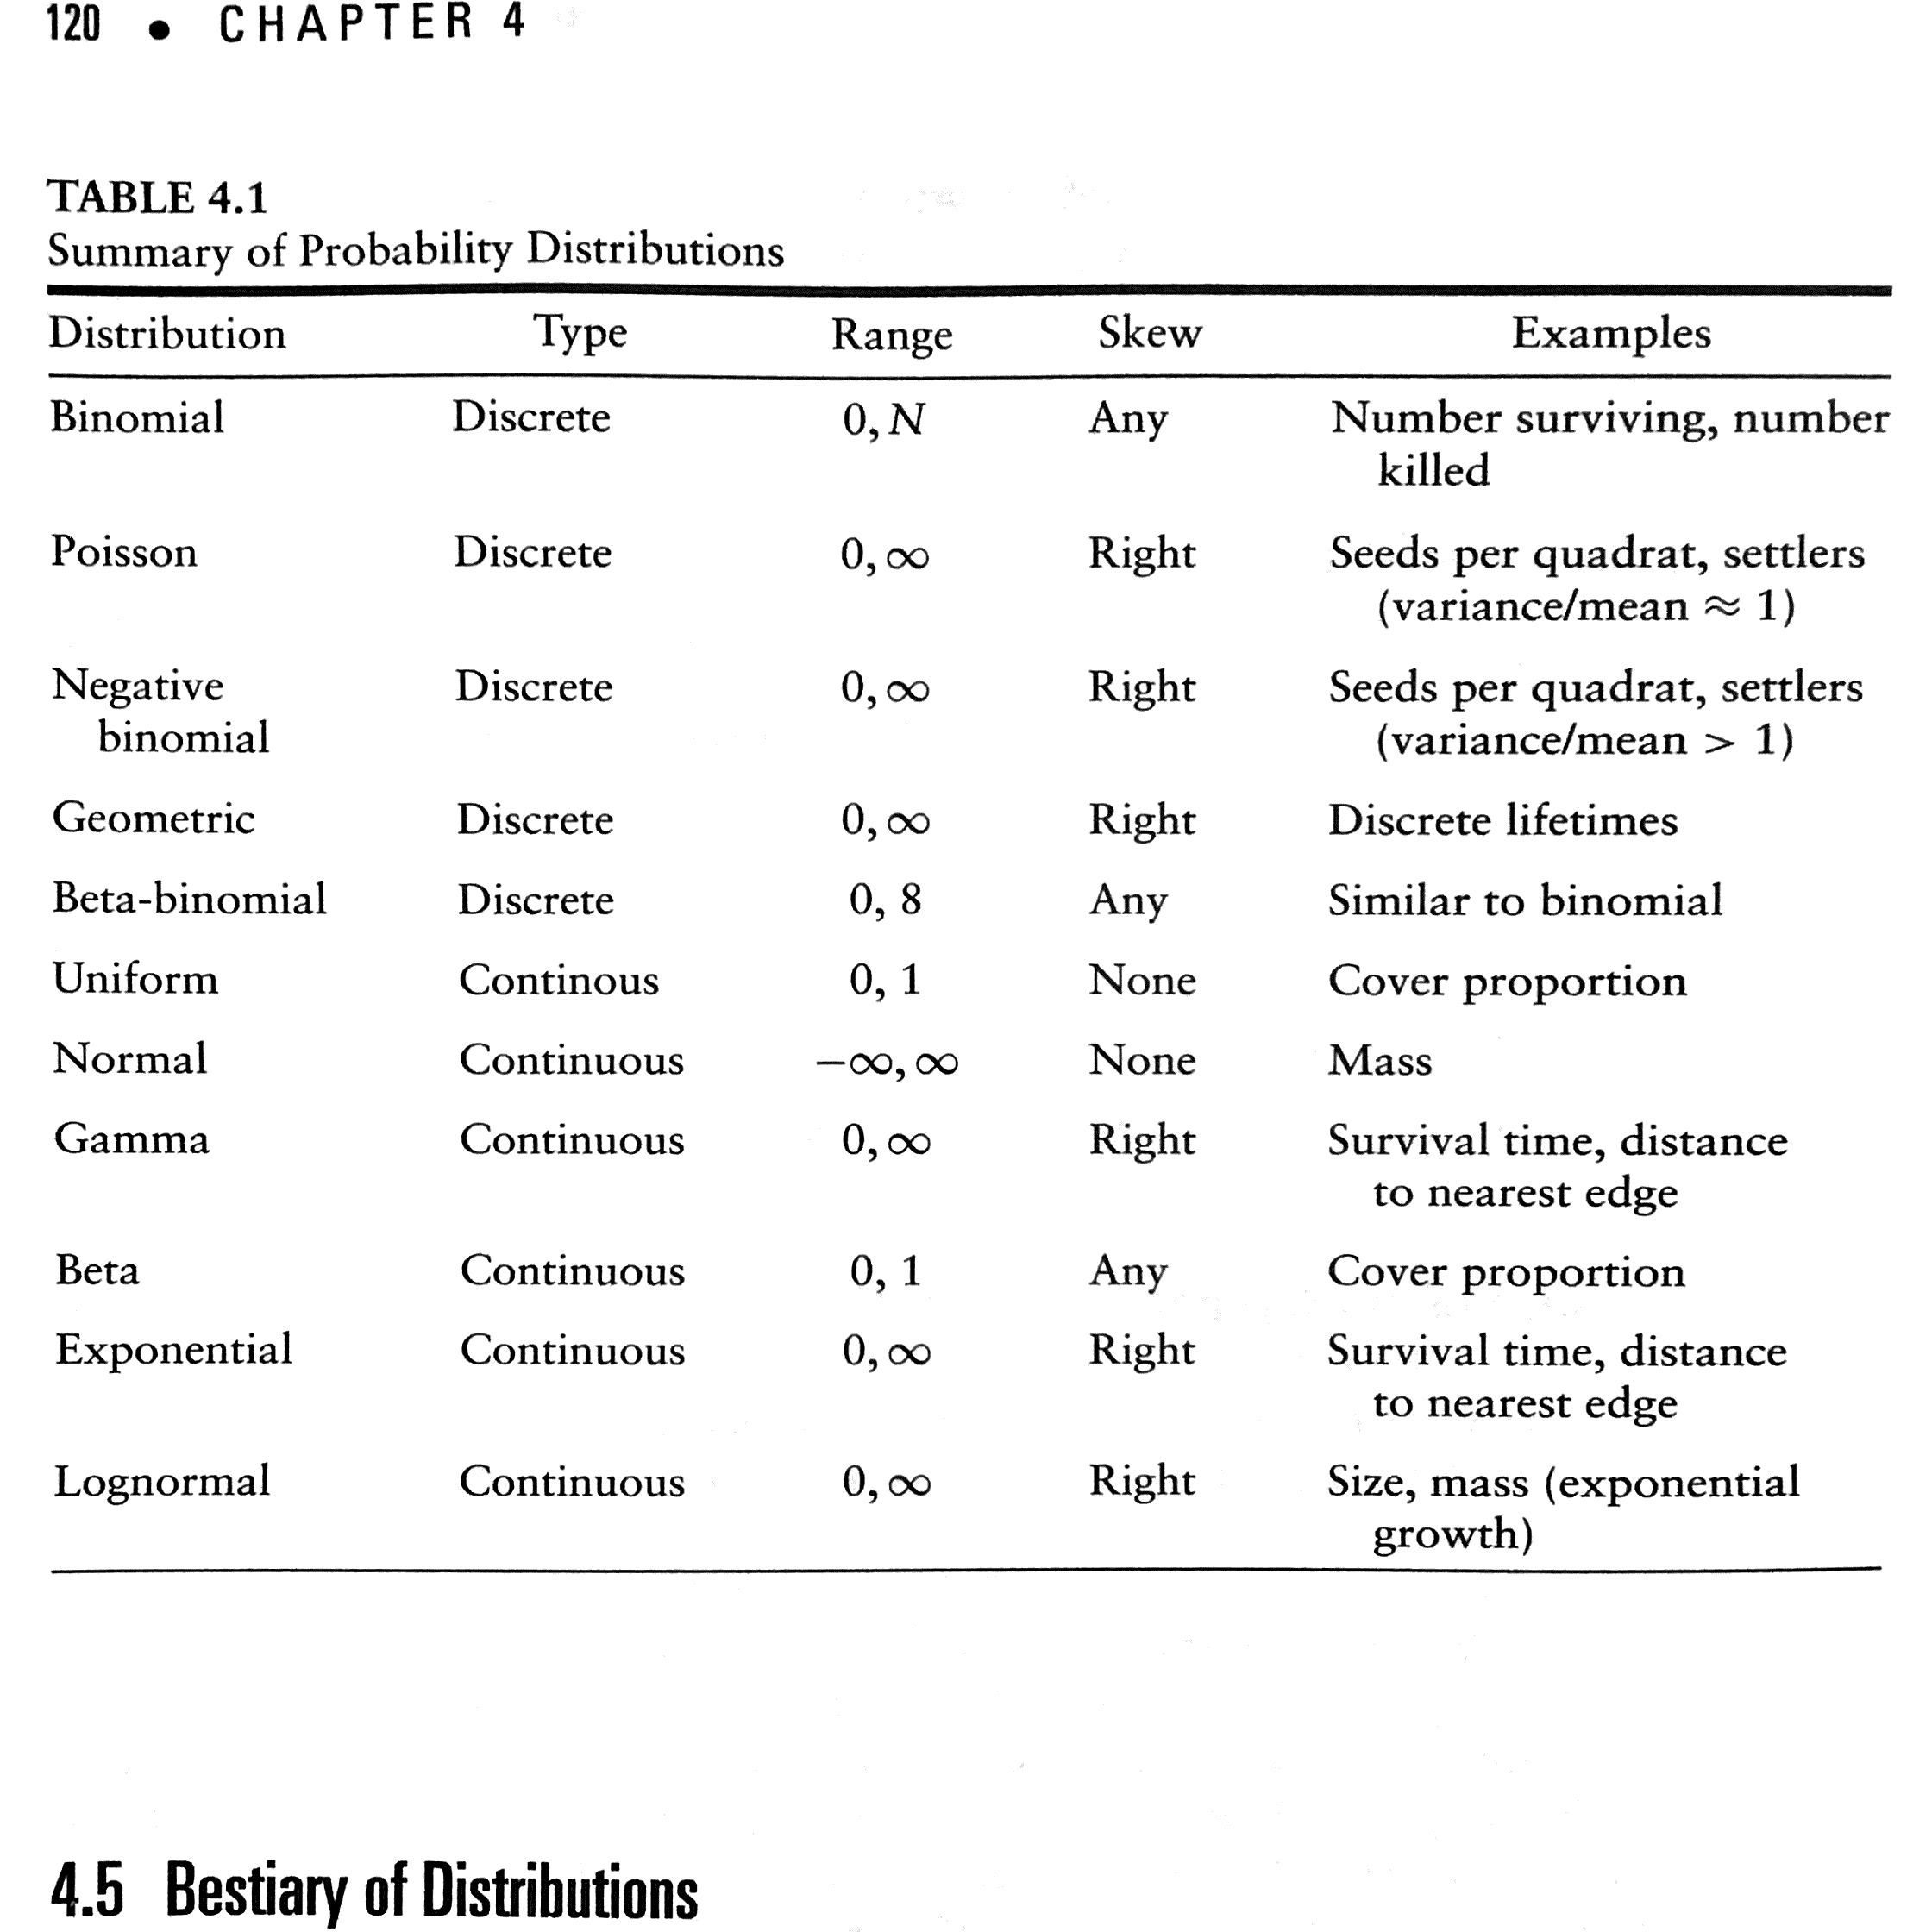 120 • CHAPTER 4
TABLE 4.1
Summary of Probability Distributions
Distribution Type Range Skew Examples
Binomial Discrete 0, N Any Number surviving, number
killed
Poisson Discrete 0, ∞ Right Seeds per quadrat, settlers
(variance/mean ≈ 1)
Negative Discrete 0, ∞ Right Seeds per quadrat, settlers
binomial (variance/mean > 1)
Geometric Discrete 0, ∞ Right Discrete lifetimes
Beta-binomial Discrete 0, 8 Any Similar to binomial
Uniform Continous 0, 1 None Cover proportion
Normal Continuous −∞, ∞ None Mass
Gamma Continuous 0, ∞ Right Survival time, distance
to nearest edge
Beta Continuous 0, 1 Any Cover proportion
Exponential Continuous 0, ∞ Right Survival time, distance
to nearest edge
Lognormal Continuous 0, ∞ Right Size, mass (exponential
growth)
4.5 Bestiary of Distributions